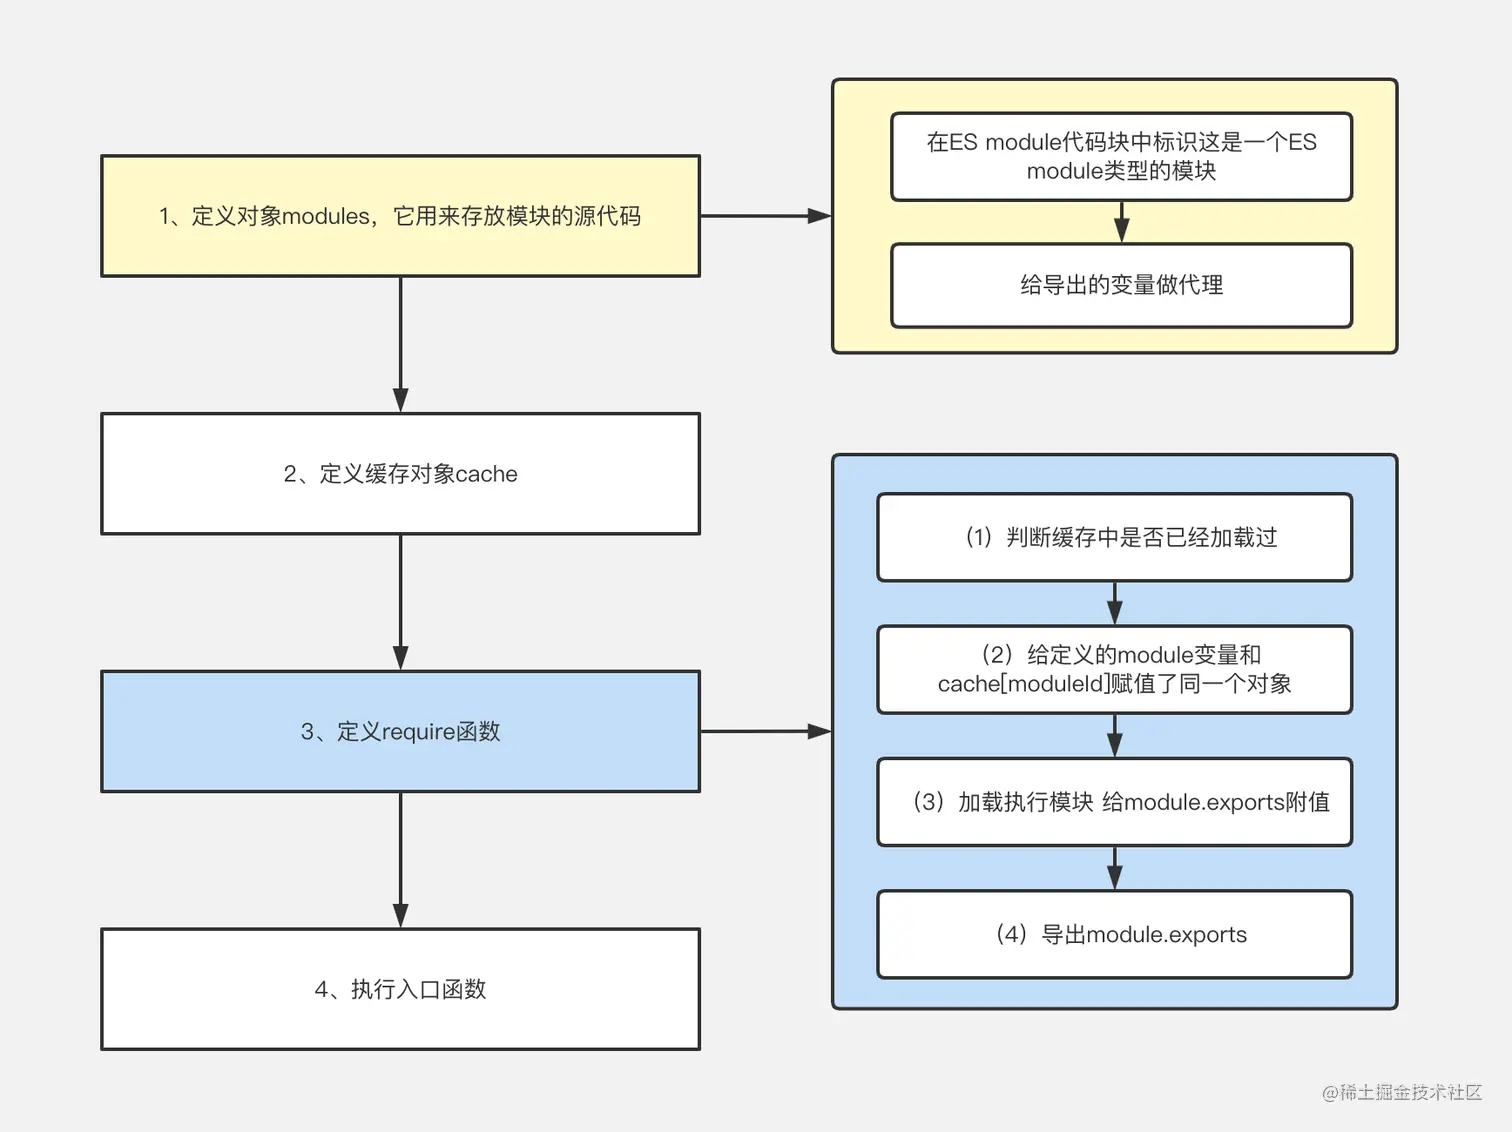 1、定义对象modules，它用来存放模块的源代码
在ES module代码块中标识这是一个ES
module类型的模块
给导出的变量做代理
2、定义缓存对象cache
3、定义require函数
（1）判断缓存中是否已经加载过
（2）给定义的module变量和
cache[moduleId]赋值了同一个对象
（3）加载执行模块 给module.exports附值
（4）导出module.exports
4、执行入口函数
@稀土掘金技术社区